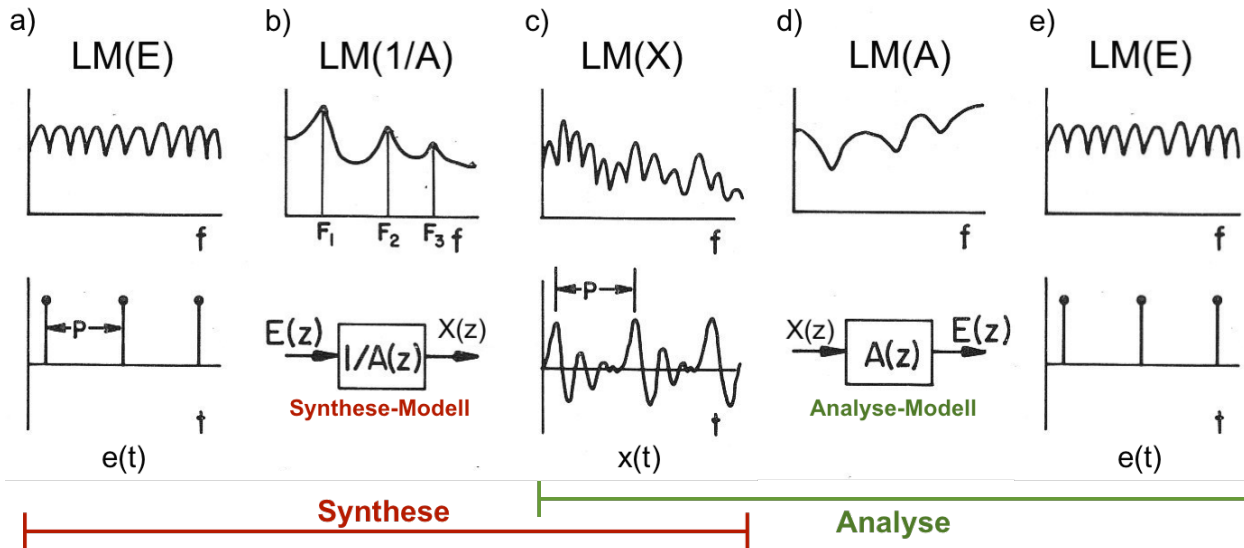 a)
LM(E)
f
P
t
e(t)
b)
LM(1/A)
F₁ F₂ F₃ f
E(z) 1/A(z) X(z)
Synthese-Modell
c)
LM(X)
f
P
t
x(t)
d)
LM(A)
f
X(z) A(z) E(z)
Analyse-Modell
e)
LM(E)
f
t
e(t)
Synthese
Analyse